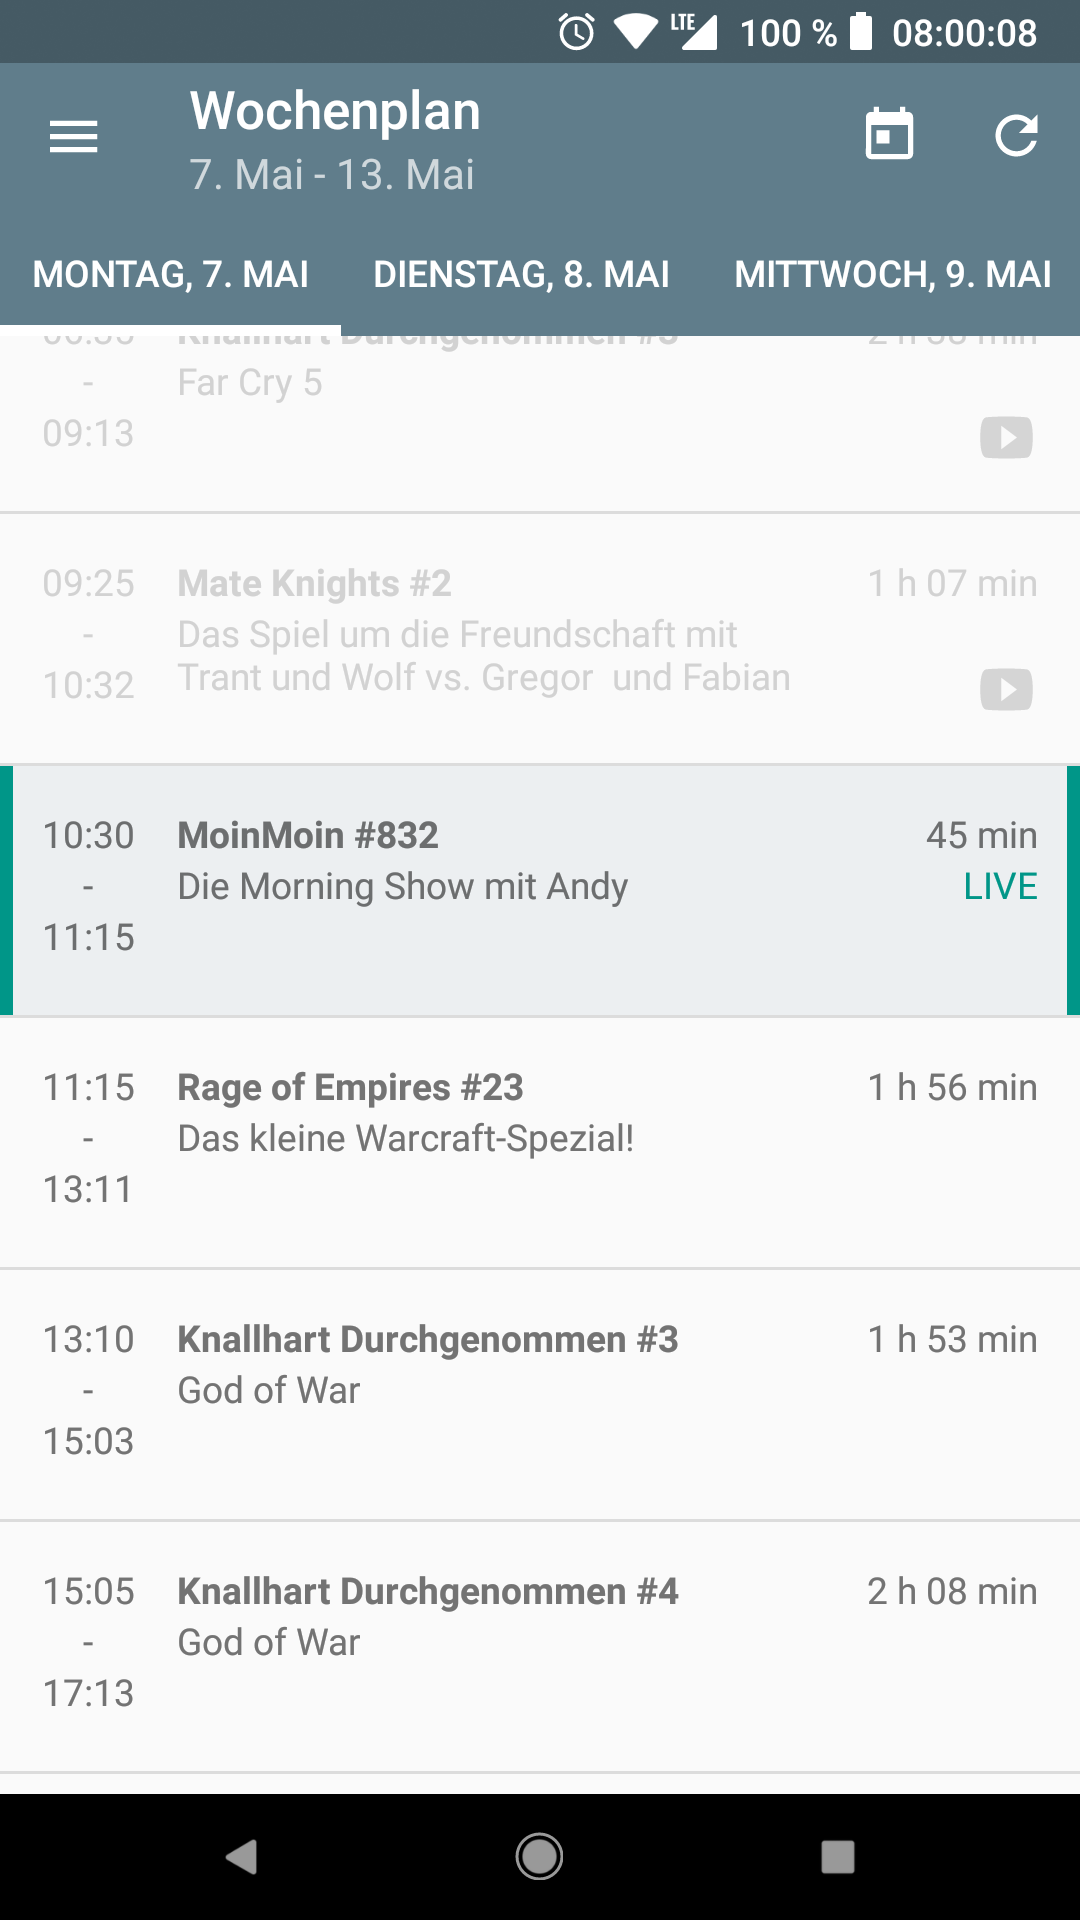 LTE 100 % 08:00:08
Wochenplan
7. Mai - 13. Mai
MONTAG, 7. MAI DIENSTAG, 8. MAI MITTWOCH, 9. MAI
Knallhart Durchgenommen
-
Far Cry 5
09:13
09:25 Mate Knights #2 1 h 07 min
-
Das Spiel um die Freundschaft mit
Trant und Wolf vs. Gregor  und Fabian
10:32
10:30 MoinMoin #832 45 min
- Die Morning Show mit Andy LIVE
11:15
11:15 Rage of Empires #23 1 h 56 min
- Das kleine Warcraft-Spezial!
13:11
13:10 Knallhart Durchgenommen #3 1 h 53 min
- God of War
15:03
15:05 Knallhart Durchgenommen #4 2 h 08 min
- God of War
17:13